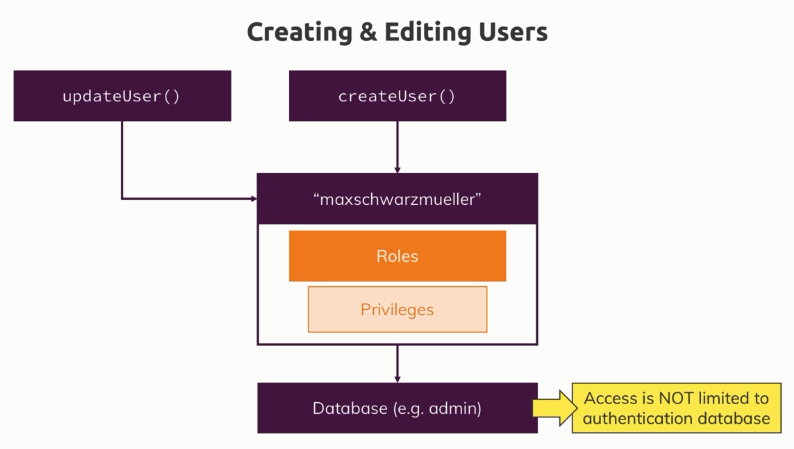 Creating & Editing Users
updateUser()
createUser()
“maxschwarzmueller”
Roles
Privileges
Database (e.g. admin)
Access is NOT limited to
authentication database